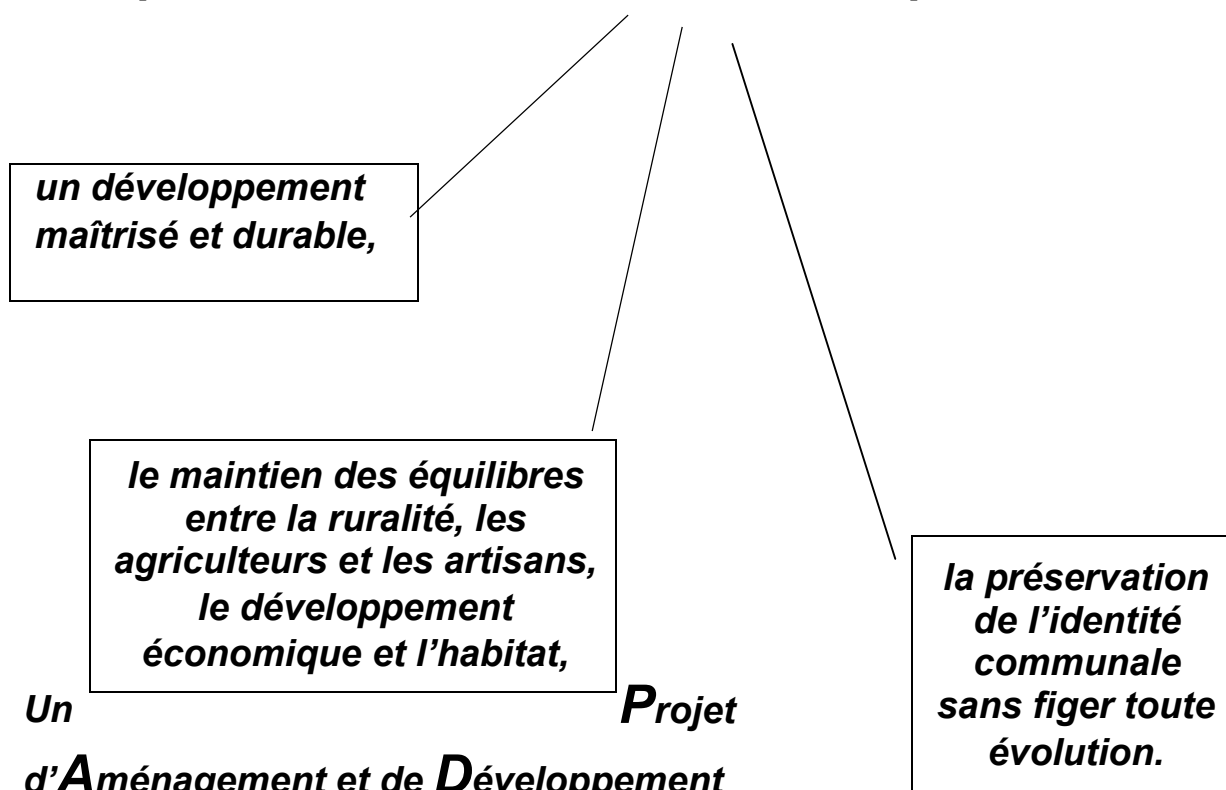 un développement
maîtrisé et durable,
le maintien des équilibres
entre la ruralité, les
agriculteurs et les artisans,
le développement
économique et l'habitat,
la préservation
de l'identité
communale
sans figer toute
évolution.
Un Projet
d'Aménagement et de Développement